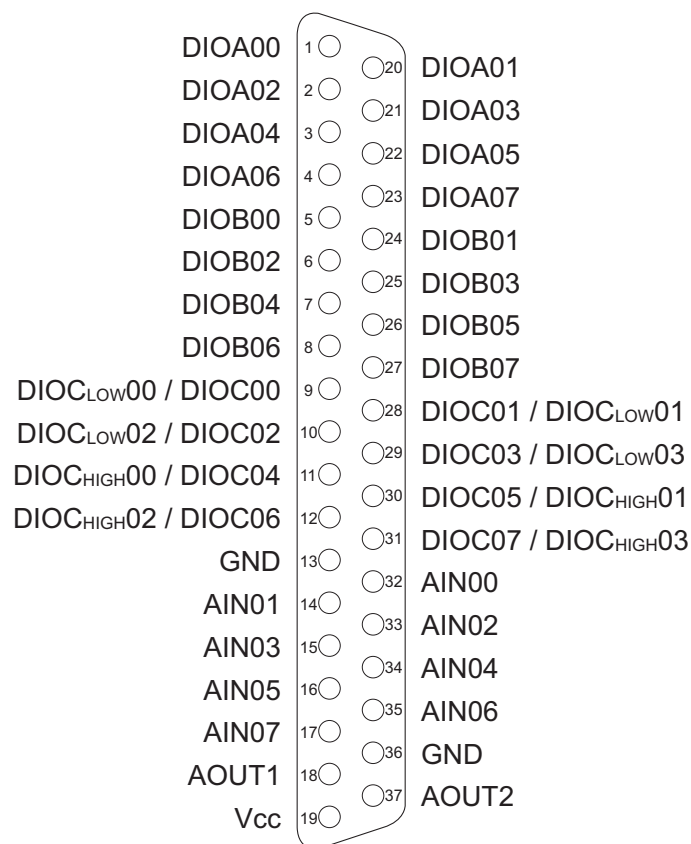 DIOA00 1
20 DIOA01
DIOA02 2
21 DIOA03
DIOA04 3
22 DIOA05
DIOA06 4
23 DIOA07
DIOB00 5
24 DIOB01
DIOB02 6
25 DIOB03
DIOB04 7
26 DIOB05
DIOB06 8
27 DIOB07
DIOCLOW00 / DIOC00 9
28 DIOC01 / DIOCLOW01
DIOCLOW02 / DIOC02 10
29 DIOC03 / DIOCLOW03
DIOCHIGH00 / DIOC04 11
30 DIOC05 / DIOCHIGH01
DIOCHIGH02 / DIOC06 12
31 DIOC07 / DIOCHIGH03
GND 13
32 AIN00
AIN01 14
33 AIN02
AIN03 15
34 AIN04
AIN05 16
35 AIN06
AIN07 17
36 GND
AOUT1 18
37 AOUT2
Vcc 19